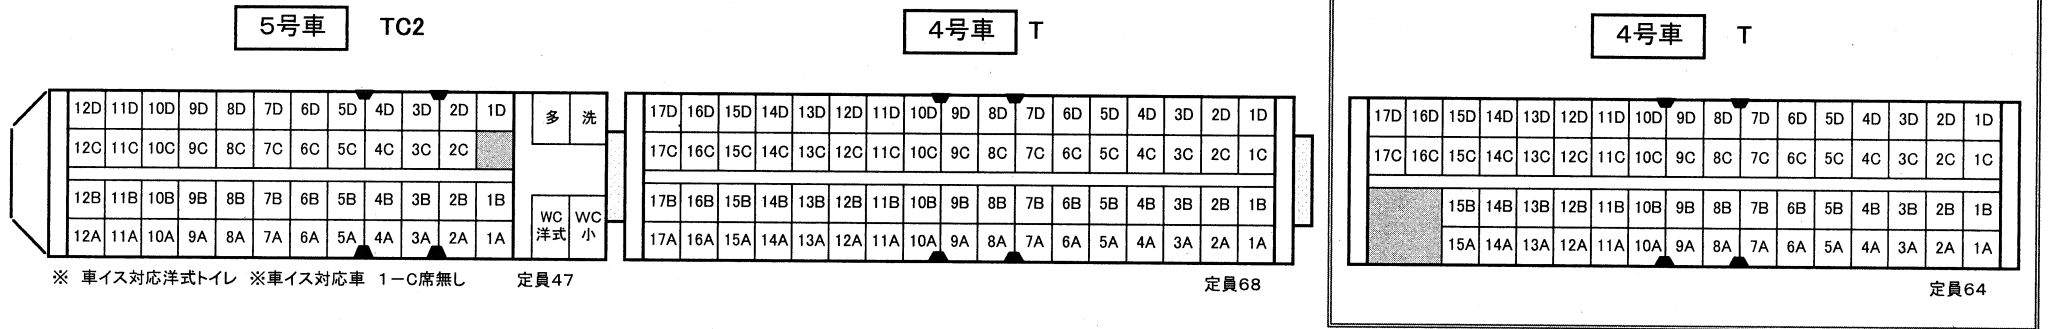 5号車 TC2
12D 11D 10D 9D 8D 7D 6D 5D 4D 3D 2D 1D 多 洗
12C 11C 10C 9C 8C 7C 6C 5C 4C 3C 2C
12B 11B 10B 9B 8B 7B 6B 5B 4B 3B 2B 1B WC洋式 WC小
12A 11A 10A 9A 8A 7A 6A 5A 4A 3A 2A 1A
※ 車イス対応洋式トイレ ※車イス対応車 1-C席無し 定員47
4号車 T
17D 16D 15D 14D 13D 12D 11D 10D 9D 8D 7D 6D 5D 4D 3D 2D 1D
17C 16C 15C 14C 13C 12C 11C 10C 9C 8C 7C 6C 5C 4C 3C 2C 1C
17B 16B 15B 14B 13B 12B 11B 10B 9B 8B 7B 6B 5B 4B 3B 2B 1B
17A 16A 15A 14A 13A 12A 11A 10A 9A 8A 7A 6A 5A 4A 3A 2A 1A
定員68
4号車 T
17D 16D 15D 14D 13D 12D 11D 10D 9D 8D 7D 6D 5D 4D 3D 2D 1D
17C 16C 15C 14C 13C 12C 11C 10C 9C 8C 7C 6C 5C 4C 3C 2C 1C
15B 14B 13B 12B 11B 10B 9B 8B 7B 6B 5B 4B 3B 2B 1B
15A 14A 13A 12A 11A 10A 9A 8A 7A 6A 5A 4A 3A 2A 1A
定員64